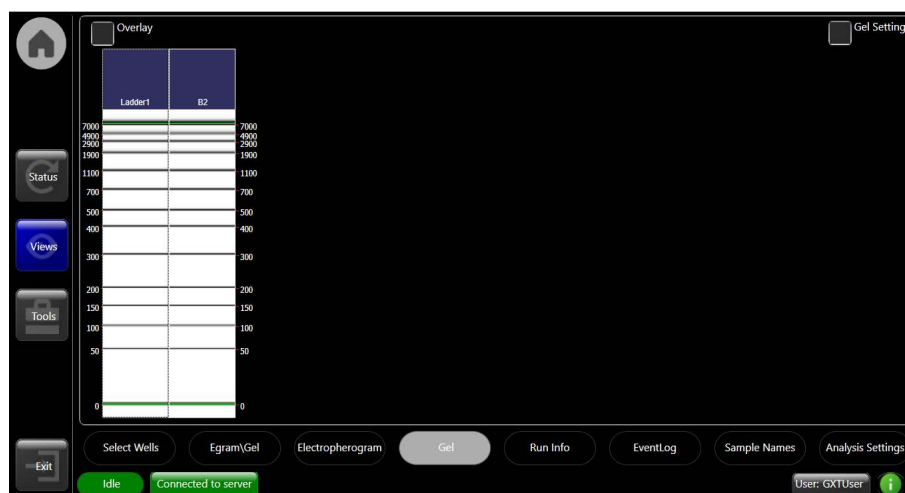 Overlay
Gel Setting
Ladder1 B2
7000 7000
4900 4900
2900 2900
1900 1900
1100 1100
700 700
500 500
400 400
300 300
200 200
150 150
100 100
50 50
0 0
Status
Views
Tools
Exit
Select Wells Egram\Gel Electropherogram Gel Run Info EventLog Sample Names Analysis Settings
Idle Connected to server User: GXTUser i